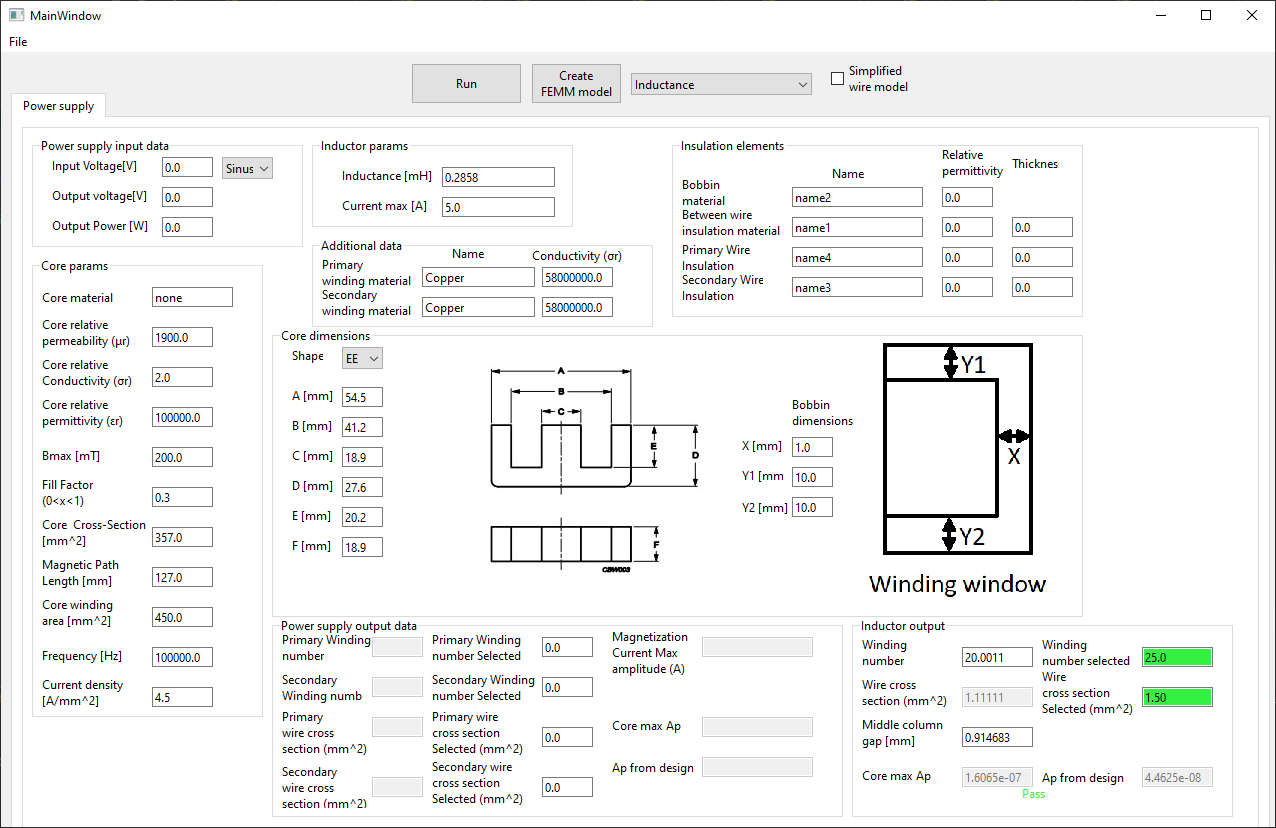 MainWindow
File
Run
Create
FEMM model
Inductance
Simplified
wire model
Power supply
Power supply input data
Input Voltage[V]
0.0
Sinus
Output voltage[V]
0.0
Output Power [W]
0.0
Inductor params
Inductance [mH]
0.2858
Current max [A]
5.0
Insulation elements
Name
Relative
permittivity
Thicknes
Bobbin
material
name2
0.0
Between wire
insulation material
name1
0.0
0.0
Primary Wire
Insulation
name4
0.0
0.0
Secondary Wire
Insulation
name3
0.0
0.0
Additional data
Name
Conductivity (σr)
Primary
winding material
Copper
58000000.0
Secondary
winding material
Copper
58000000.0
Core params
Core material
none
Core relative
permeability (μr)
1900.0
Core relative
Conductivity (σr)
2.0
Core relative
permittivity (εr)
100000.0
Bmax [mT]
200.0
Fill Factor
(0<x<1)
0.3
Core Cross-Section
[mm^2]
357.0
Magnetic Path
Length [mm]
127.0
Core winding
area [mm^2]
450.0
Frequency [Hz]
100000.0
Current density
[A/mm^2]
4.5
Core dimensions
Shape
EE
A [mm]
54.5
B [mm]
41.2
C [mm]
18.9
D [mm]
27.6
E [mm]
20.2
F [mm]
18.9
A
B
C
E
D
F
CBW003
Bobbin
dimensions
X [mm]
1.0
Y1 [mm
10.0
Y2 [mm]
10.0
Y1
X
Y2
Winding window
Power supply output data
Primary Winding
number
Primary Winding
number Selected
0.0
Magnetization
Current Max
amplitude (A)
Secondary
Winding numb
Secondary Winding
number Selected
0.0
Primary
wire cross
section (mm^2)
Primary wire
cross section
Selected (mm^2)
0.0
Core max Ap
Secondary
wire cross
section (mm^2)
Secondary wire
cross section
Selected (mm^2)
0.0
Ap from design
Inductor output
Winding
number
20.0011
Winding
number selected
25.0
Wire cross
section (mm^2)
1.11111
Wire
cross section
Selected (mm^2)
1.50
Middle column
gap [mm]
0.914683
Core max Ap
1.6065e-07
Ap from design
4.4625e-08
Pass